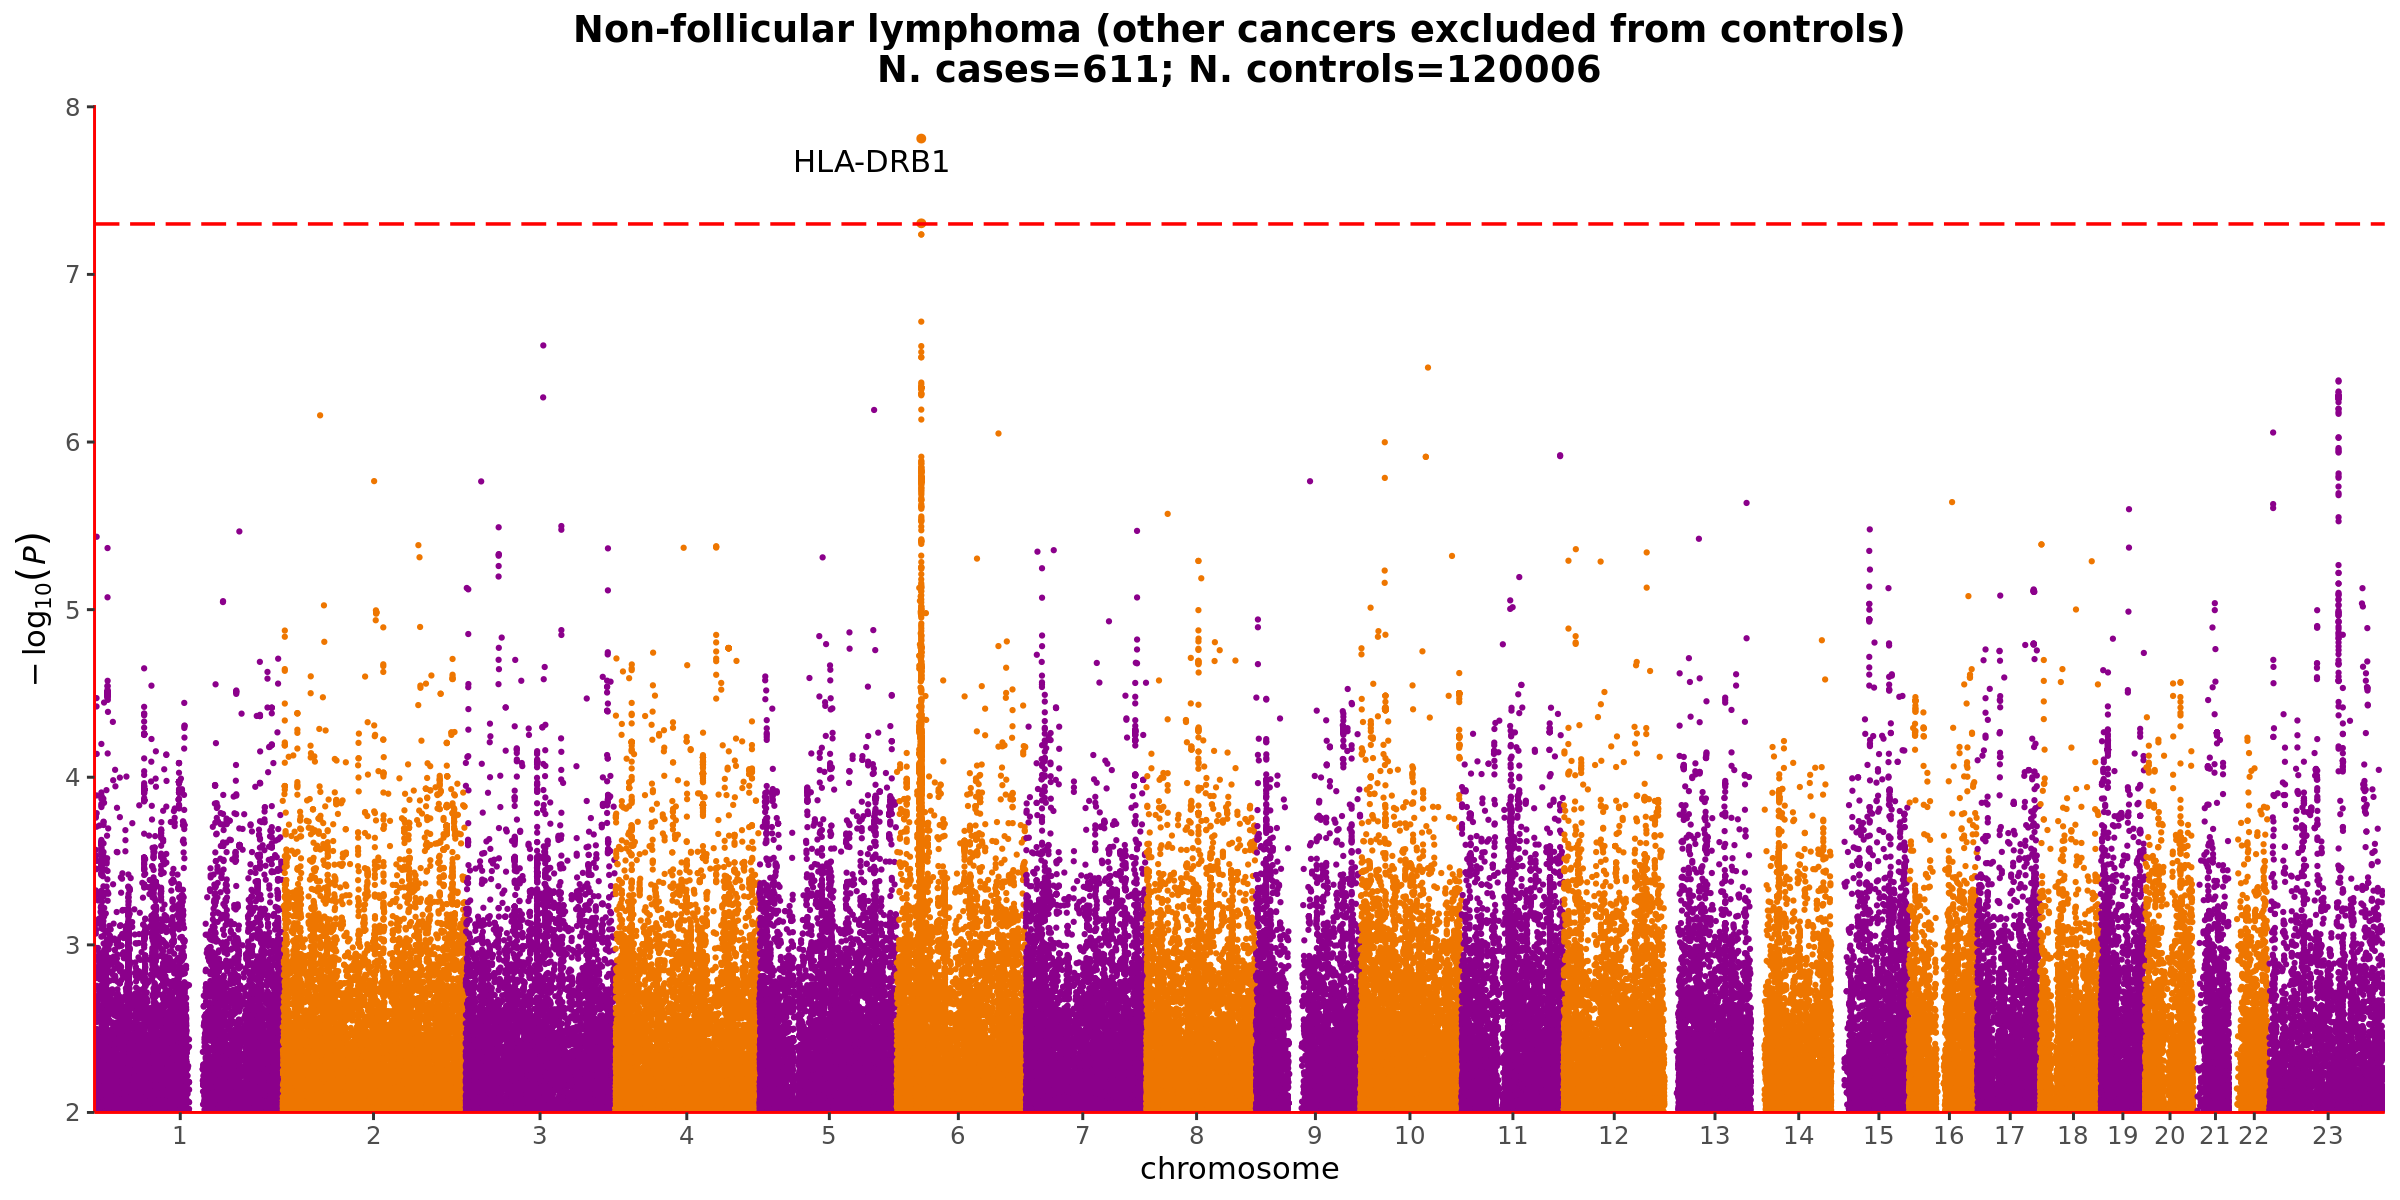 Non-follicular lymphoma (other cancers excluded from controls)
N. cases=611; N. controls=120006
8
HLA-DRB1
7
6
− log10(P)
5
4
3
2
1 2 3 4 5 6 7 8 9 10 11 12 13 14 15 16 17 18 19 20 21 22 23
chromosome